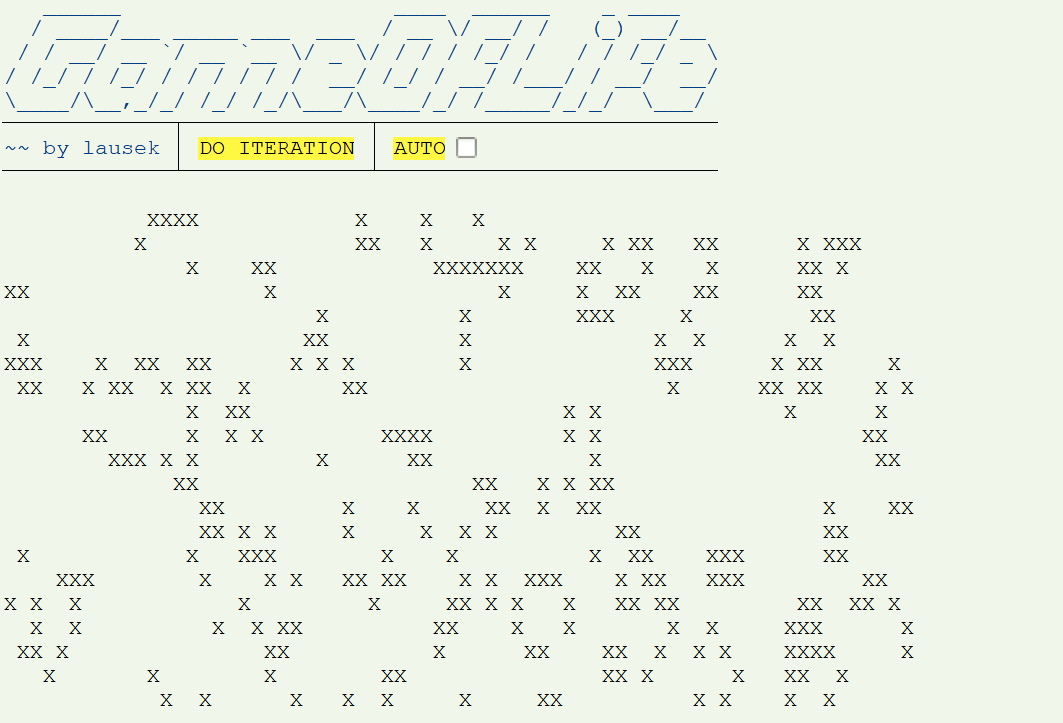 GameOfLife
~~ by lausek DO ITERATION AUTO
XXXX X X X
X XX X X X X XX XX X XXX
X XX XXXXXXX XX X X XX X
XX X X X XX XX XX
X X XXX X XX
X XX X X X X X
XXX X XX XX X X X X XXX X XX X
XX X XX X XX X XX X XX XX X X
X XX X X X X
XX X X X XXXX X X XX
XXX X X X XX X XX
XX XX X X XX
XX X X XX X XX X XX
XX X X X X X X XX XX
X X XXX X X X XX XXX XX
XXX X X X XX XX X X XXX X XX XXX XX
X X X X X XX X X X XX XX XX XX X
X X X X XX XX X X X X XXX X
XX X XX X XX XX X X X XXXX X
X X X XX XX X X XX X
X X X X X X XX X X X X